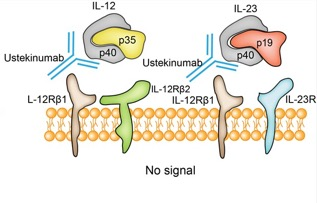 IL-12
IL-23
p35
p19
Ustekinumab
p40
Ustekinumab
p40
L-12Rβ1
IL-12Rβ2
IL-12Rβ1
IL-23R
No signal